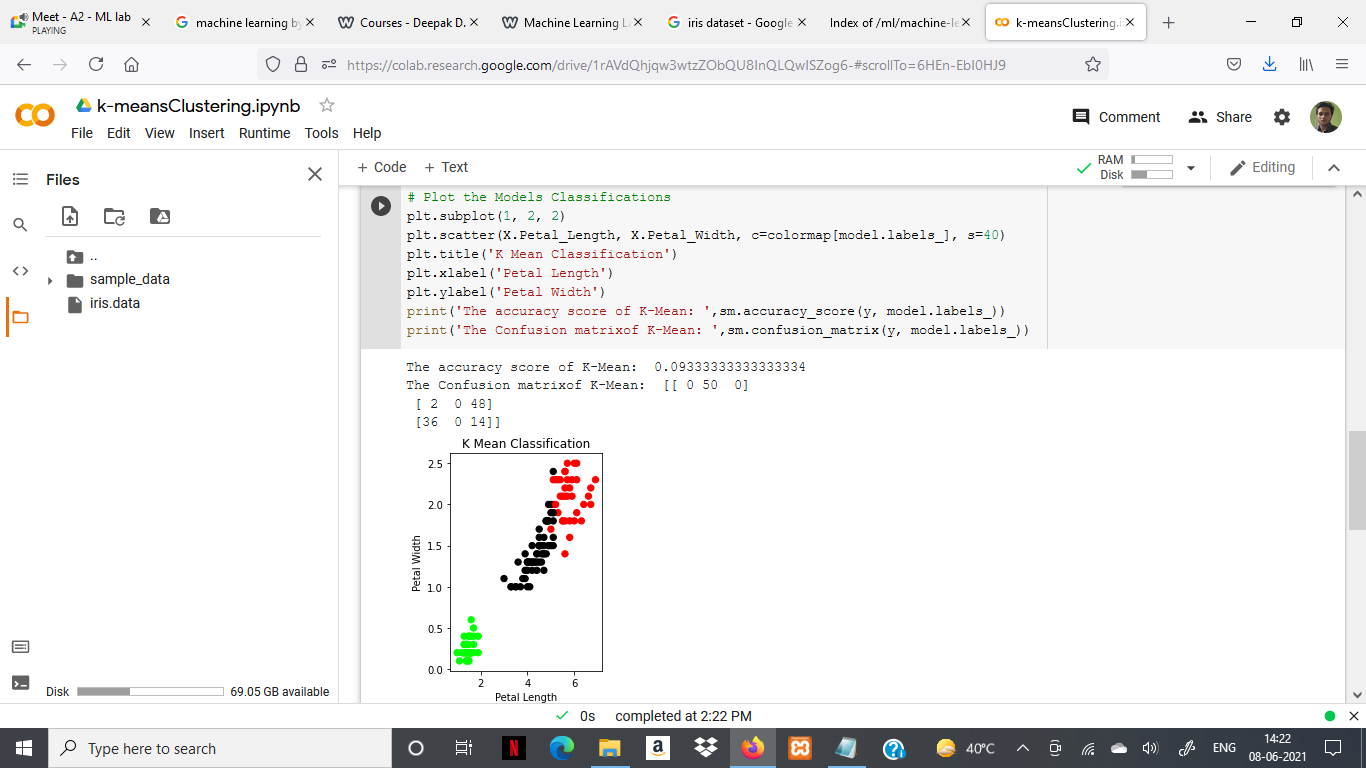 Meet - A2 - ML lab
PLAYING
machine learning by
Courses - Deepak D.
Machine Learning L
iris dataset - Google
Index of /ml/machine-le
k-meansClustering.i
https://colab.research.google.com/drive/1rAVdQhjqw3wtzZObQU8InQLQwISZog6-#scrollTo=6HEn-EbI0HJ9
k-meansClustering.ipynb
File Edit View Insert Runtime Tools Help
Comment
Share
Files
+ Code + Text
RAM
Disk
Editing
..
sample_data
iris.data
# Plot the Models Classifications
plt.subplot(1, 2, 2)
plt.scatter(X.Petal_Length, X.Petal_Width, c=colormap[model.labels_], s=40)
plt.title('K Mean Classification')
plt.xlabel('Petal Length')
plt.ylabel('Petal Width')
print('The accuracy score of K-Mean: ',sm.accuracy_score(y, model.labels_))
print('The Confusion matrixof K-Mean: ',sm.confusion_matrix(y, model.labels_))
The accuracy score of K-Mean:  0.09333333333333334
The Confusion matrixof K-Mean:  [[ 0 50  0]
 [ 2  0 48]
 [36  0 14]]
K Mean Classification
2.5
2.0
1.5
1.0
0.5
0.0
Petal Width
2 4 6
Petal Length
Disk
69.05 GB available
0s completed at 2:22 PM
Type here to search
N
a
40°C
ENG
14:22
08-06-2021